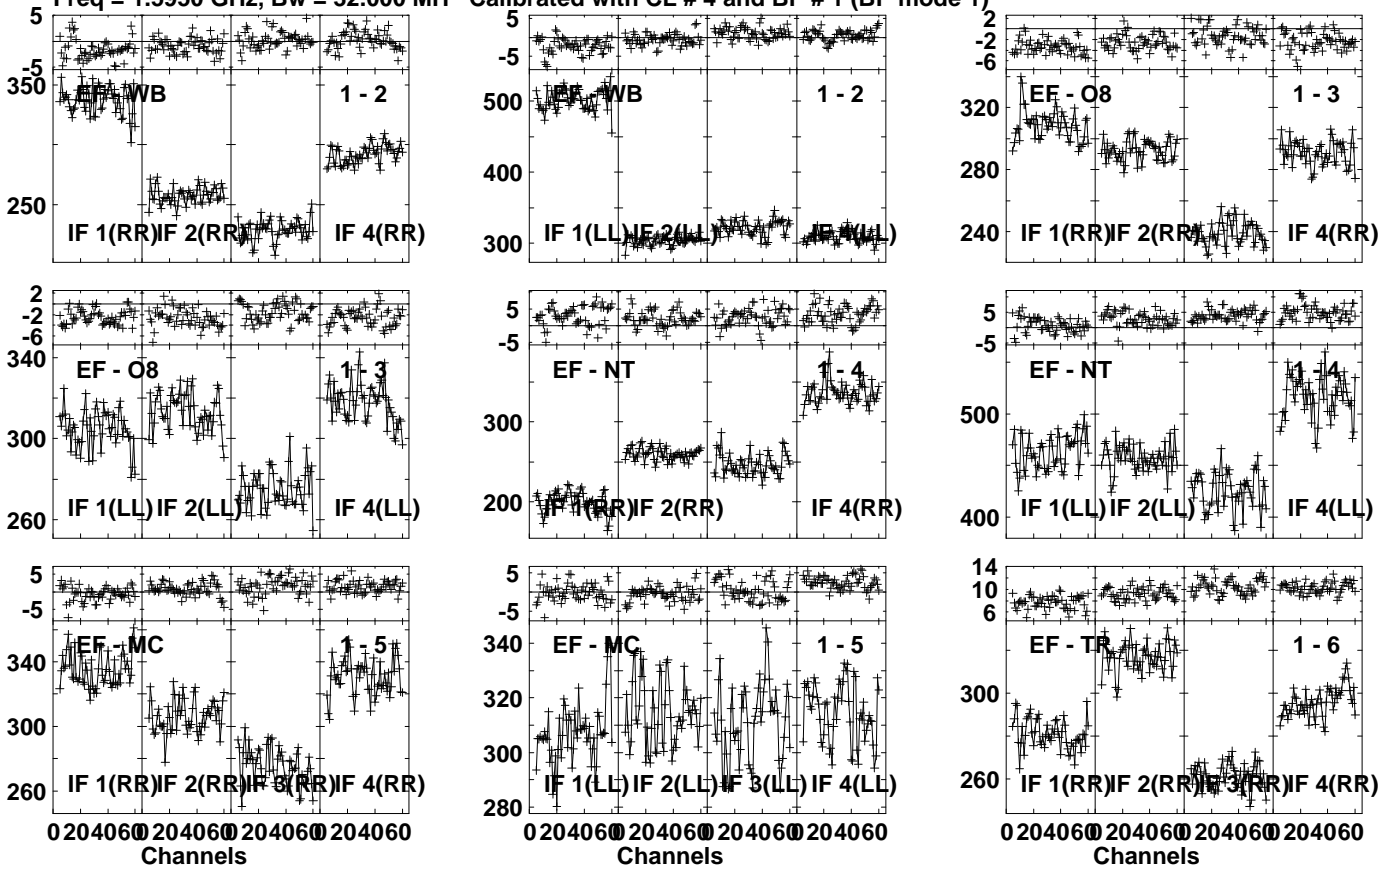 Freq = 1.5950 GHz, Bw = 32.000 MH Calibrated with CL # 4 and BP # 1 (BP mode 1)
5
-5
350
250
EF - WB 1 - 2
IF 1(RR) IF 2(RR) IF 4(RR)
5
-5
500
400
300
EF - WB 1 - 2
IF 1(LL) IF 2(LL) IF 4(LL)
2
-2
-6
320
280
240
EF - O8 1 - 3
IF 1(RR) IF 2(RR) IF 4(RR)
2
-2
-6
340
300
260
EF - O8 1 - 3
IF 1(LL) IF 2(LL) IF 4(LL)
5
-5
300
200
EF - NT 1 - 4
IF 1(RR) IF 2(RR) IF 4(RR)
5
-5
500
400
EF - NT 1 - 4
IF 1(LL) IF 2(LL) IF 4(LL)
5
-5
340
300
260
EF - MC 1 - 5
IF 1(RR) IF 2(RR) IF 3(RR) IF 4(RR)
0 20 40 60 0 20 40 60 0 20 40 60 0 20 40 60
Channels
5
-5
340
320
300
280
EF - MC 1 - 5
IF 1(LL) IF 2(LL) IF 3(LL) IF 4(LL)
0 20 40 60 0 20 40 60 0 20 40 60 0 20 40 60
Channels
14
10
6
300
260
EF - TR 1 - 6
IF 1(RR) IF 2(RR) IF 3(RR) IF 4(RR)
0 20 40 60 0 20 40 60 0 20 40 60 0 20 40 60
Channels